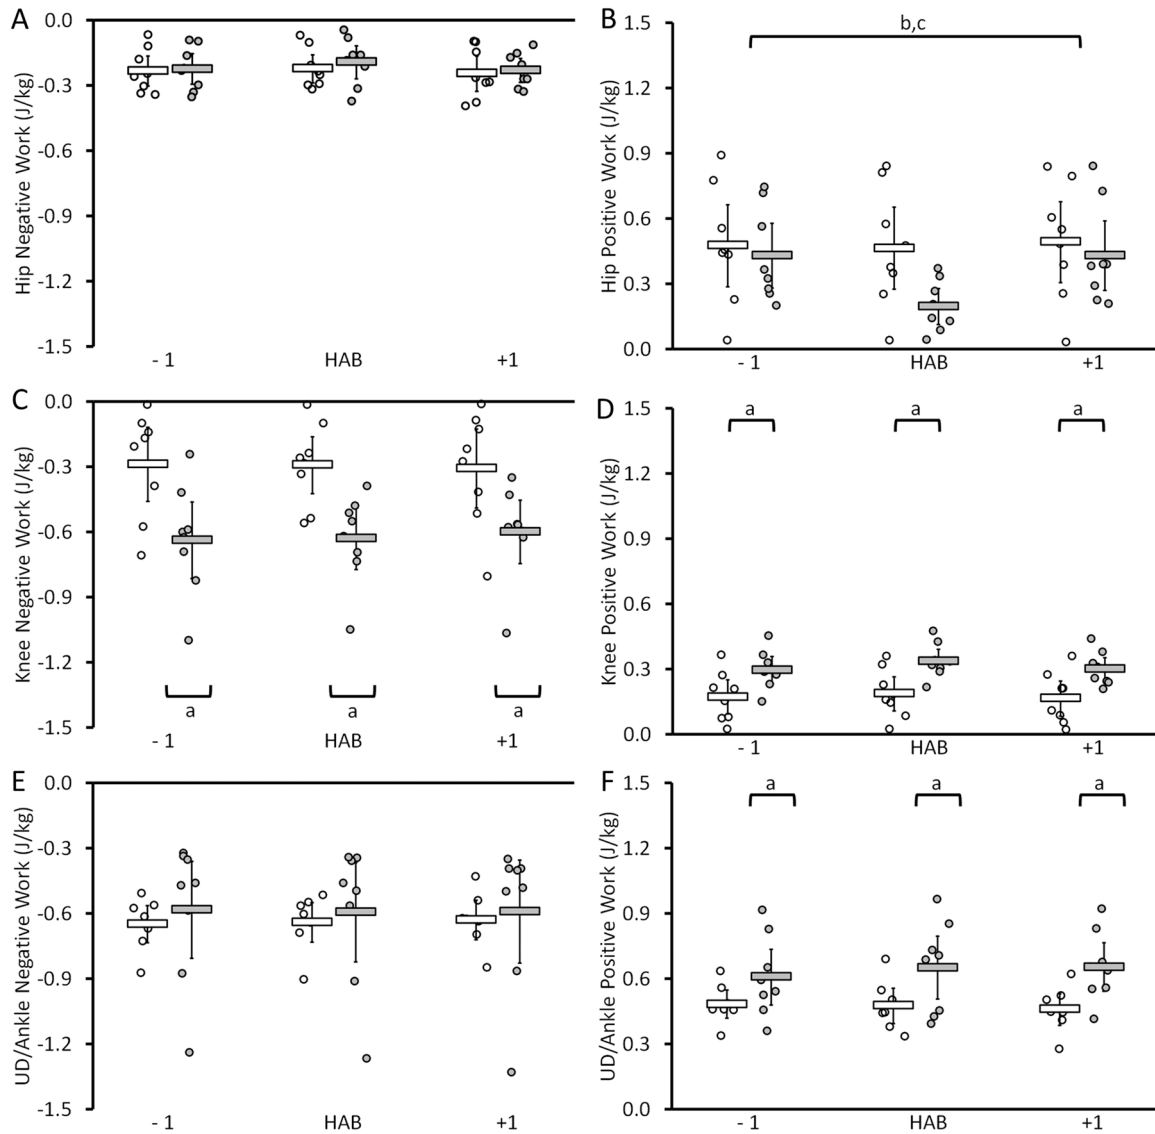 A
Hip Negative Work (J/kg)
0.0
-0.3
-0.6
-0.9
-1.2
-1.5
- 1 HAB +1
B
Hip Positive Work (J/kg)
1.5
1.2
0.9
0.6
0.3
0.0
b,c
- 1 HAB +1
C
Knee Negative Work (J/kg)
0.0
-0.3
-0.6
-0.9
-1.2
-1.5
a a a
- 1 HAB +1
D
Knee Positive Work (J/kg)
1.5
1.2
0.9
0.6
0.3
0.0
a a a
- 1 HAB +1
E
UD/Ankle Negative Work (J/kg)
0.0
-0.3
-0.6
-0.9
-1.2
-1.5
- 1 HAB +1
F
UD/Ankle Positive Work (J/kg)
1.5
1.2
0.9
0.6
0.3
0.0
a a a
- 1 HAB +1